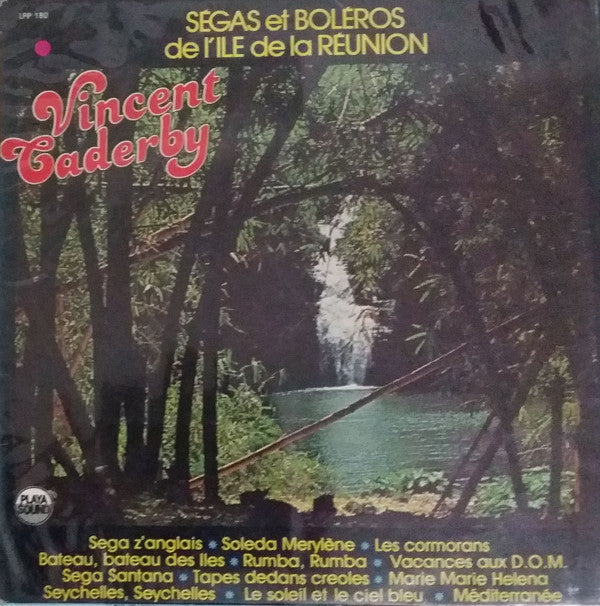 LPP 180
SÉGAS et BOLÉROS
de l'ILE de la RÉUNION
Vincent
Caderby
PLAYA
SOUND
Sega z'anglais * Soleda Merylène * Les cormorans
Bateau, bateau des Iles * Rumba, Rumba * Vacances aux D.O.M.
Sega Santana * Tapes dedans creoles * Marie Marie Helena
Seychelles, Seychelles * Le soleil et le ciel bleu * Méditerranée